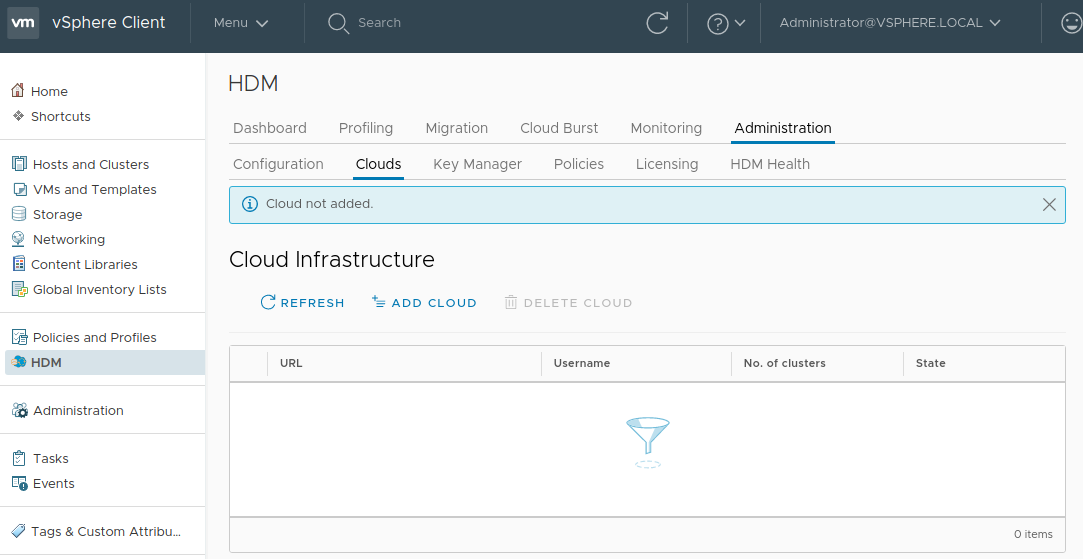 vm vSphere Client Menu Search Administrator@VSPHERE.LOCAL
Home
Shortcuts
Hosts and Clusters
VMs and Templates
Storage
Networking
Content Libraries
Global Inventory Lists
Policies and Profiles
HDM
Administration
Tasks
Events
Tags & Custom Attribu...
HDM
Dashboard Profiling Migration Cloud Burst Monitoring Administration
Configuration Clouds Key Manager Policies Licensing HDM Health
Cloud not added.
Cloud Infrastructure
REFRESH ADD CLOUD DELETE CLOUD
URL Username No. of clusters State
0 items